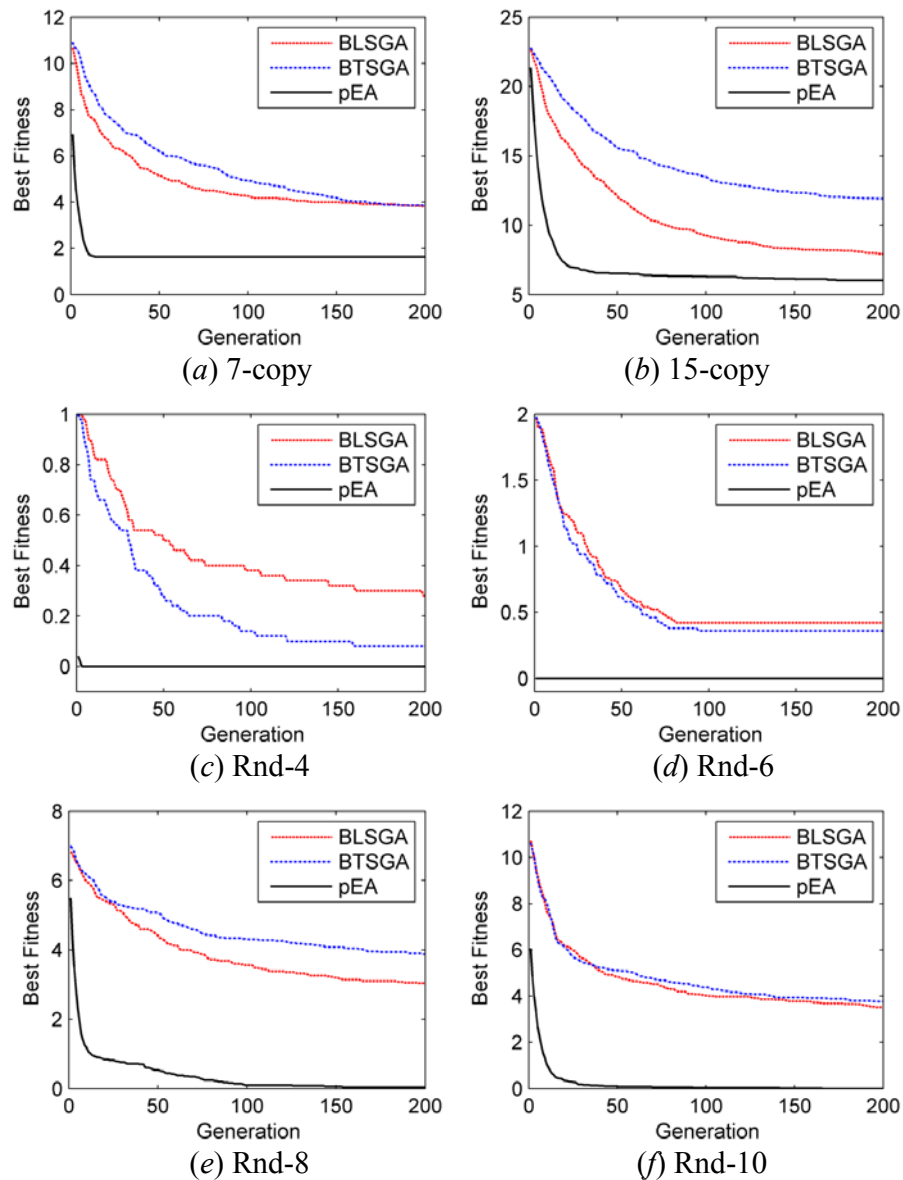 12
10
8
6
4
2
0
0 50 100 150 200
Best Fitness
Generation
BLSGA
BTSGA
pEA
(a) 7-copy
25
20
15
10
5
0 50 100 150 200
Best Fitness
Generation
BLSGA
BTSGA
pEA
(b) 15-copy
1
0.8
0.6
0.4
0.2
0
0 50 100 150 200
Best Fitness
Generation
BLSGA
BTSGA
pEA
(c) Rnd-4
2
1.5
1
0.5
0
0 50 100 150 200
Best Fitness
Generation
BLSGA
BTSGA
pEA
(d) Rnd-6
8
6
4
2
0
0 50 100 150 200
Best Fitness
Generation
BLSGA
BTSGA
pEA
(e) Rnd-8
12
10
8
6
4
2
0
0 50 100 150 200
Best Fitness
Generation
BLSGA
BTSGA
pEA
(f) Rnd-10